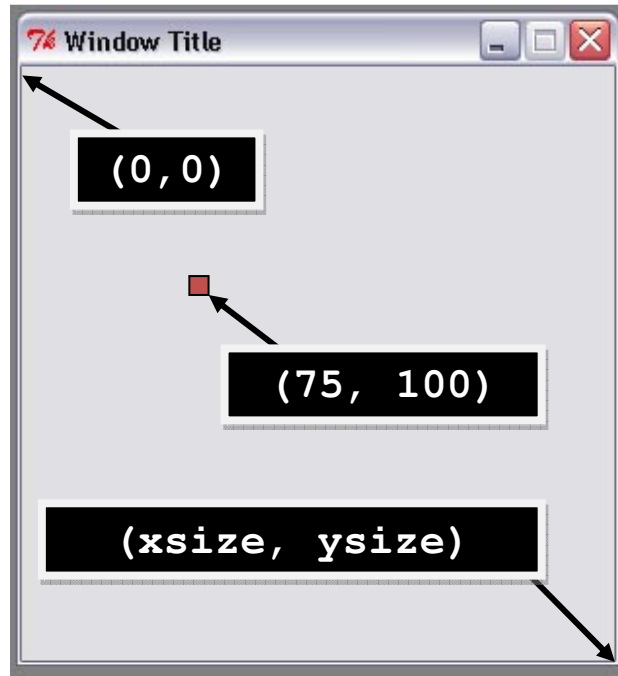 Window Title
(0,0)
(75, 100)
(xsize, ysize)